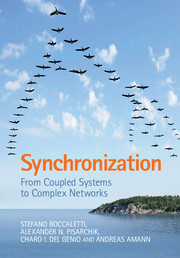 Synchronization
From Coupled Systems
to Complex Networks
STEFANO BOCCALETTI,
ALEXANDER N. PISARCHIK,
CHARO I. DEL GENIO AND ANDREAS AMANN